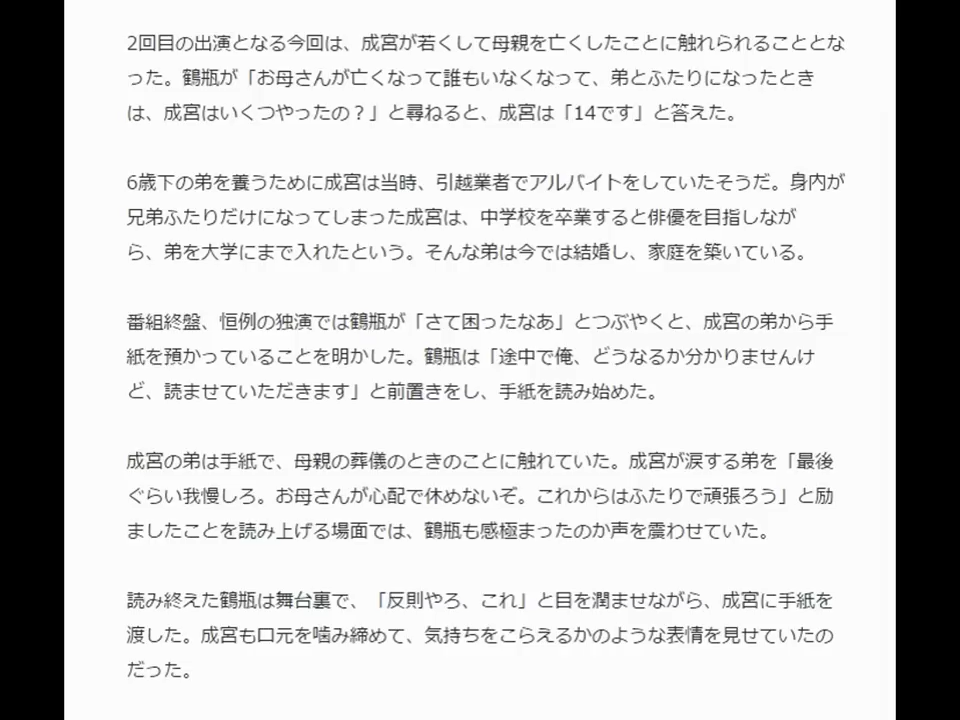 2回目の出演となる今回は、成宮が若くして母親を亡くしたことに触れられることとな
った。鶴瓶が「お母さんが亡くなって誰もいなくなって、弟とふたりになったとき
は、成宮はいくつやったの？」と尋ねると、成宮は「14です」と答えた。
6歳下の弟を養うために成宮は当時、引越業者でアルバイトをしていたそうだ。身内が
兄弟ふたりだけになってしまった成宮は、中学校を卒業すると俳優を目指しなが
ら、弟を大学にまで入れたという。そんな弟は今では結婚し、家庭を築いている。
番組終盤、恒例の独演では鶴瓶が「さて困ったなあ」とつぶやくと、成宮の弟から手
紙を預かっていることを明かした。鶴瓶は「途中で俺、どうなるか分かりませんけ
ど、読ませていただきます」と前置きをし、手紙を読み始めた。
成宮の弟は手紙で、母親の葬儀のときのことに触れていた。成宮が涙する弟を「最後
ぐらい我慢しろ。お母さんが心配で休めないぞ。これからはふたりで頑張ろう」と励
ましたことを読み上げる場面では、鶴瓶も感極まったのか声を震わせていた。
読み終えた鶴瓶は舞台裏で、「反則やろ、これ」と目を潤ませながら、成宮に手紙を
渡した。成宮も口元を噛み締めて、気持ちをこらえるかのような表情を見せていたの
だった。